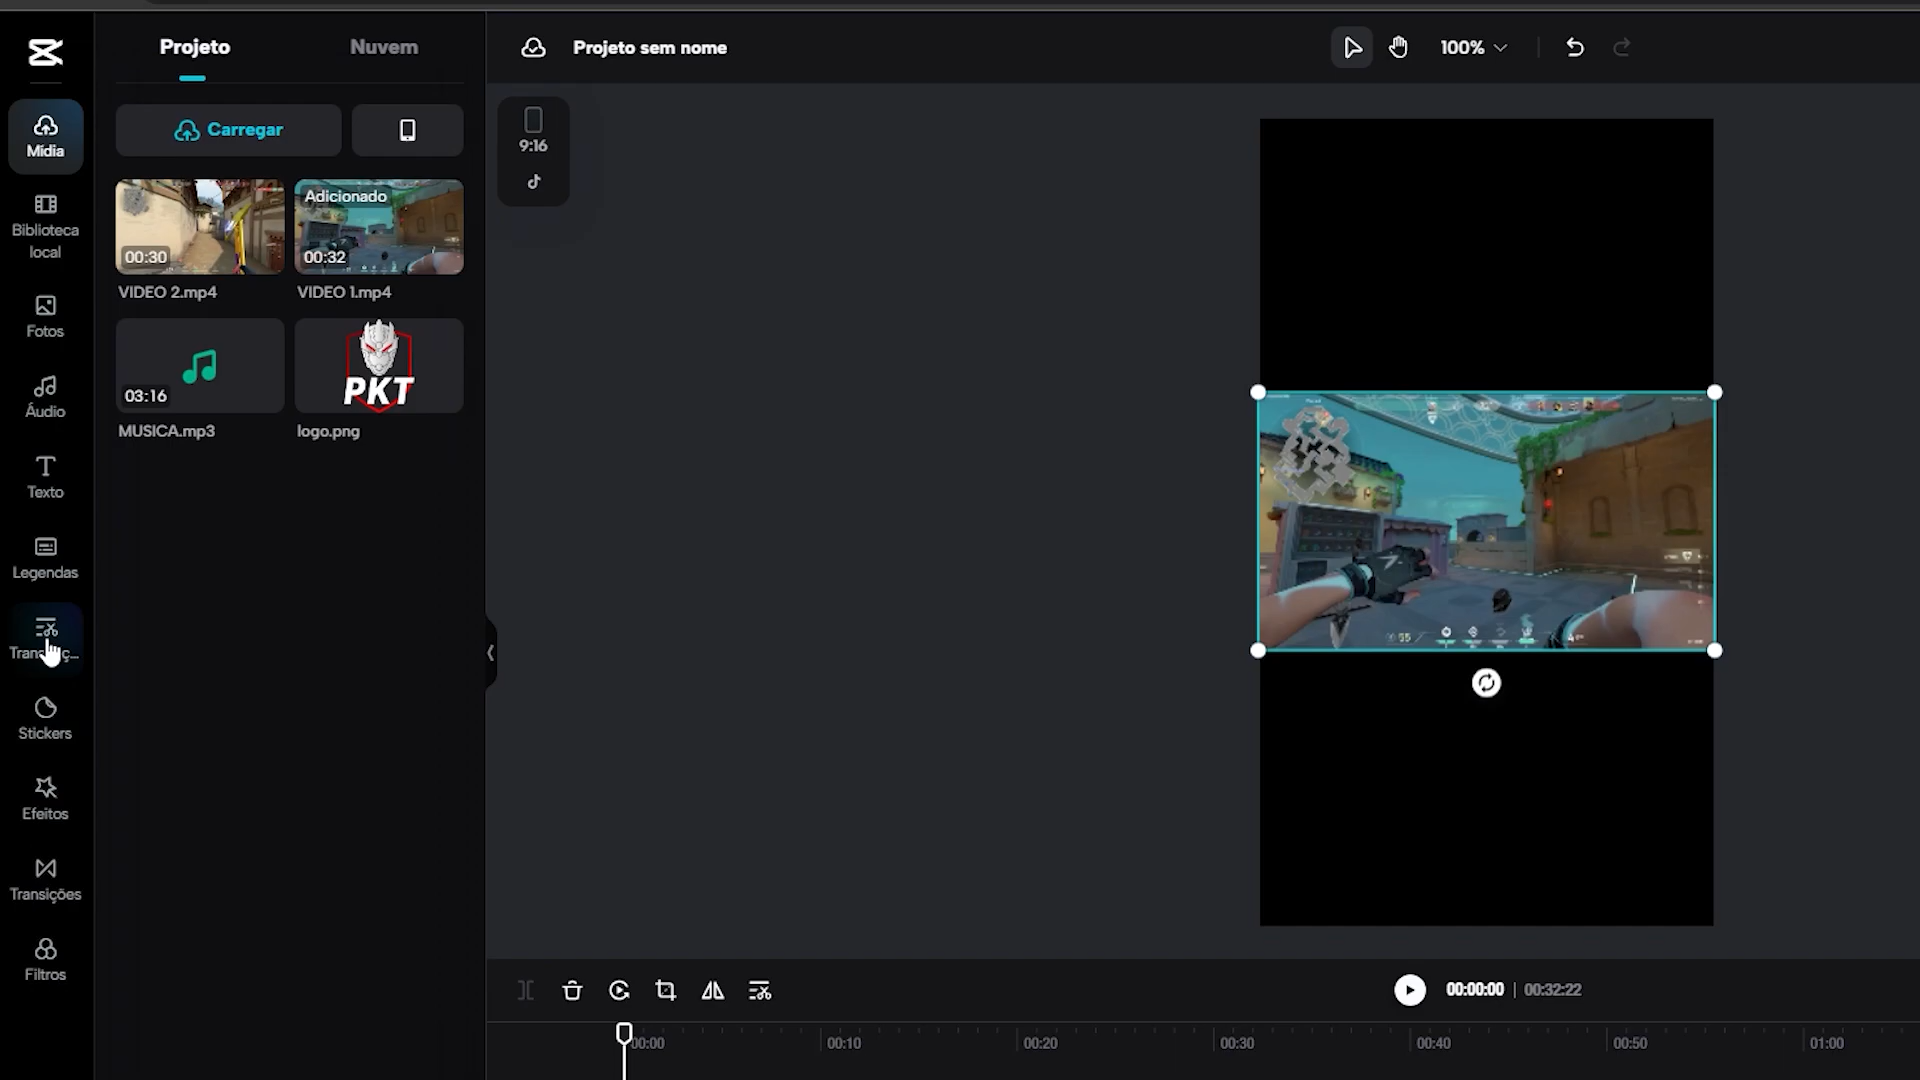 Projeto
Nuvem
Projeto sem nome
100%
Mídia
Carregar
9:16
Adicionado
00:30
00:32
VIDEO 2.mp4
VIDEO 1.mp4
Biblioteca
local
Fotos
03:16
PKT
MUSICA.mp3
logo.png
Áudio
Texto
Legendas
Stickers
Efeitos
Transições
Filtros
00:00:00 | 00:32:22
00:00
00:10
00:20
00:30
00:40
00:50
01:00